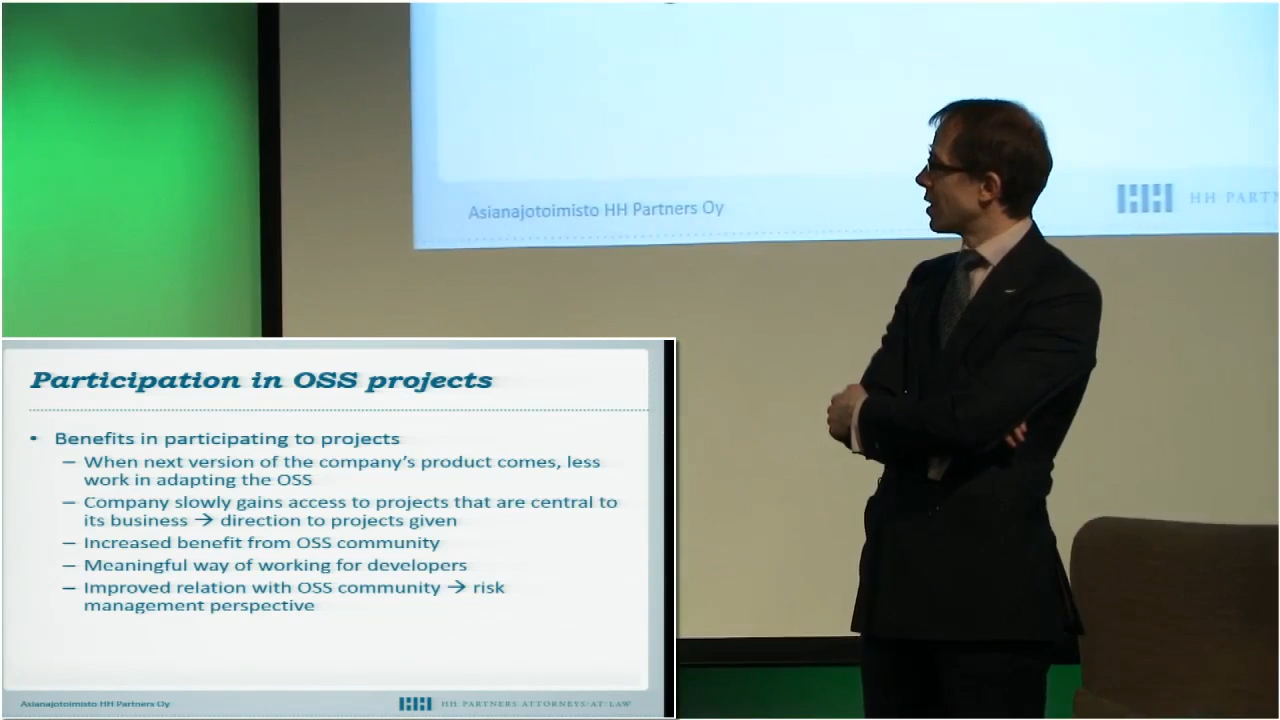 Asianajotoimisto HH Partners Oy
HH PARTN
Participation in OSS projects
• Benefits in participating to projects
– When next version of the company's product comes, less
work in adapting the OSS
– Company slowly gains access to projects that are central to
its business → direction to projects given
– Increased benefit from OSS community
– Meaningful way of working for developers
– Improved relation with OSS community → risk
management perspective
Asianajotoimisto HH Partners Oy
HH PARTNERS ATTORNEYS-AT-LAW